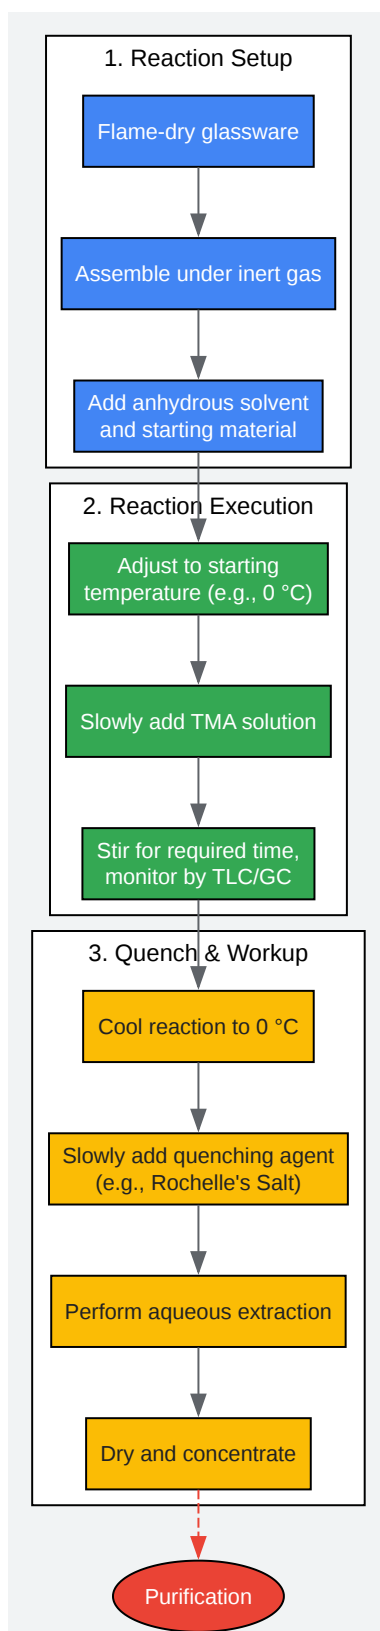 1. Reaction Setup
Flame-dry glassware
Assemble under inert gas
Add anhydrous solvent
and starting material
2. Reaction Execution
Adjust to starting
temperature (e.g., 0 °C)
Slowly add TMA solution
Stir for required time,
monitor by TLC/GC
3. Quench & Workup
Cool reaction to 0 °C
Slowly add quenching agent
(e.g., Rochelle's Salt)
Perform aqueous extraction
Dry and concentrate
Purification